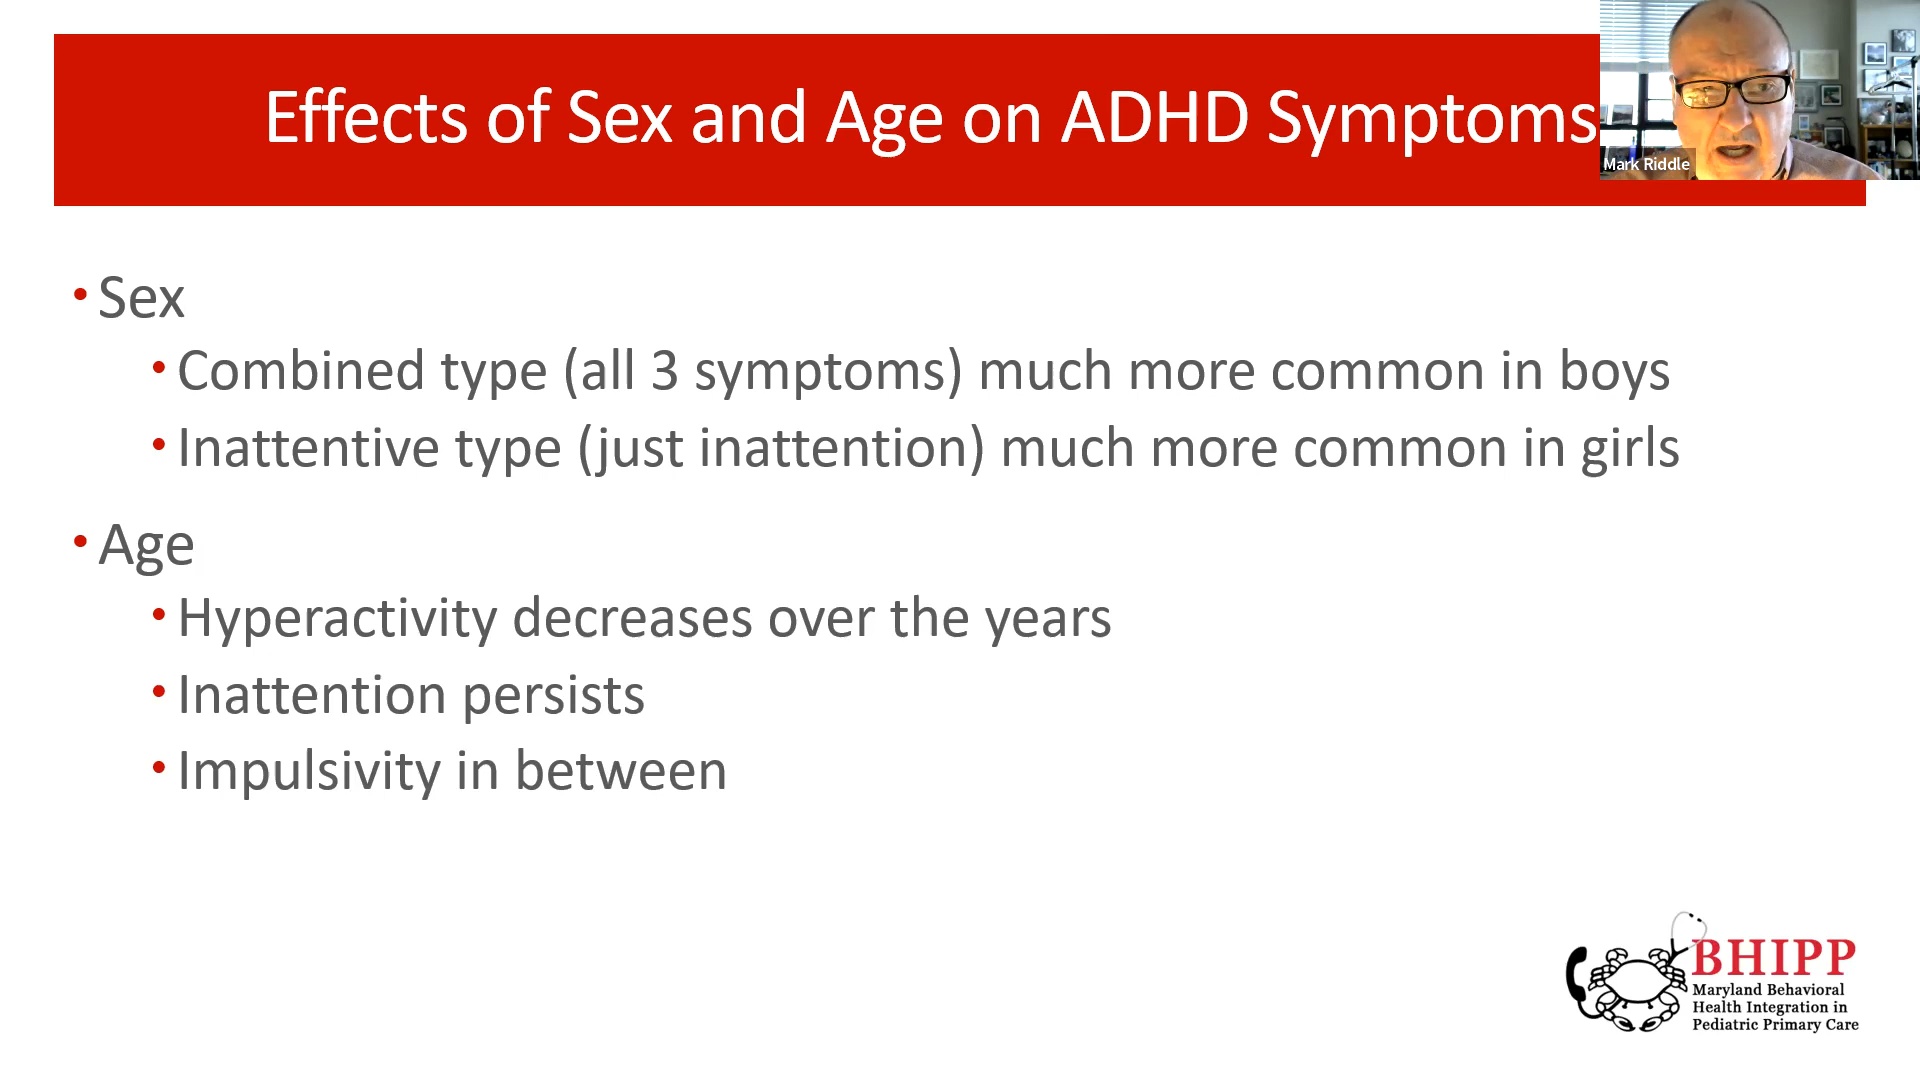 Effects of Sex and Age on ADHD Symptoms
Mark Riddle
• Sex
• Combined type (all 3 symptoms) much more common in boys
• Inattentive type (just inattention) much more common in girls
• Age
• Hyperactivity decreases over the years
• Inattention persists
• Impulsivity in between
BHIPP
Maryland Behavioral
Health Integration in
Pediatric Primary Care